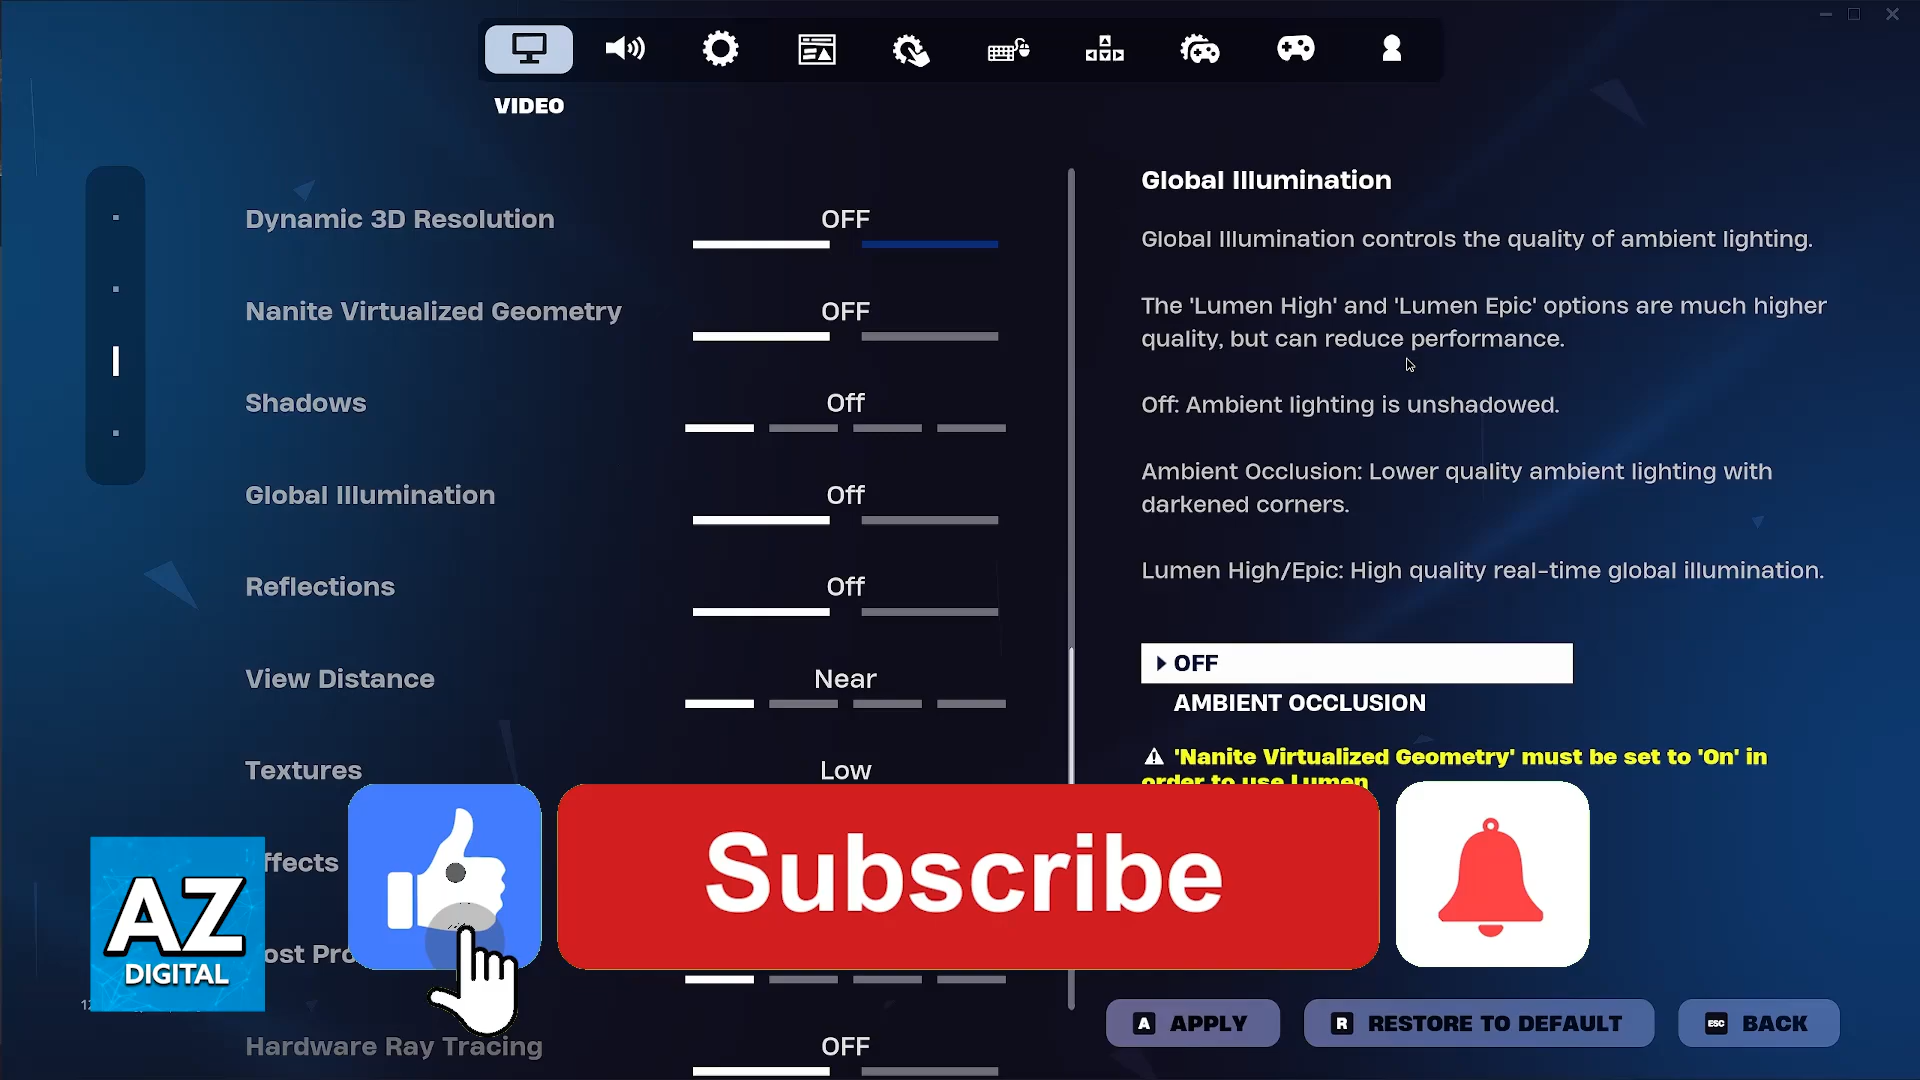 VIDEO
Dynamic 3D Resolution OFF
Nanite Virtualized Geometry OFF
Shadows Off
Global Illumination Off
Reflections Off
View Distance Near
Textures Low
ffects
ost Pro
Hardware Ray Tracing OFF
Global Illumination
Global Illumination controls the quality of ambient lighting.
The 'Lumen High' and 'Lumen Epic' options are much higher
quality, but can reduce performance.
Off: Ambient lighting is unshadowed.
Ambient Occlusion: Lower quality ambient lighting with
darkened corners.
Lumen High/Epic: High quality real-time global illumination.
OFF
AMBIENT OCCLUSION
'Nanite Virtualized Geometry' must be set to 'On' in
order to use Lumen
Subscribe
AZ
DIGITAL
A APPLY
R RESTORE TO DEFAULT
ESC BACK